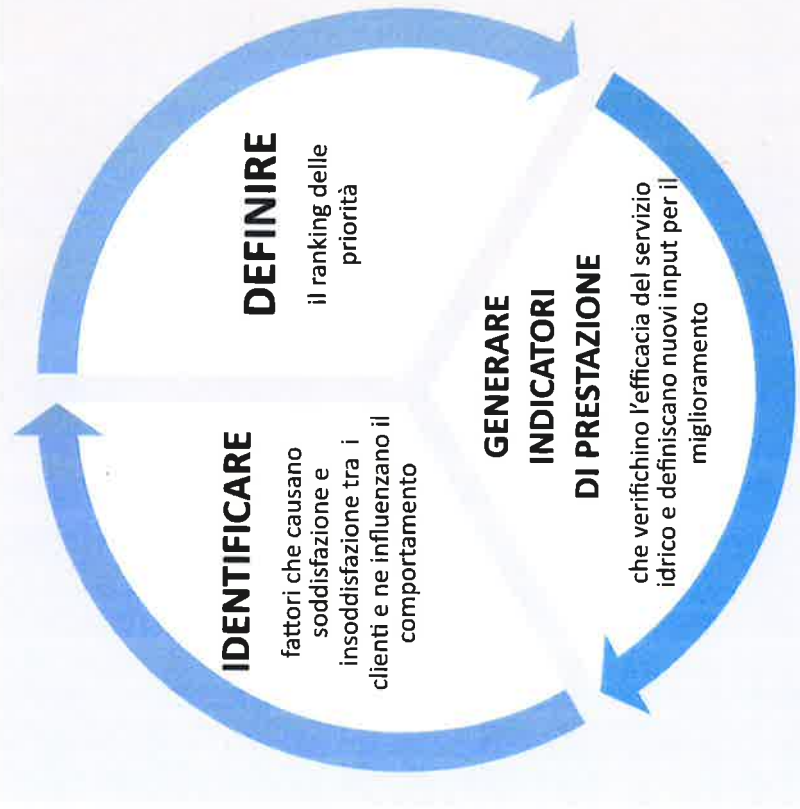 IDENTIFICARE
fattori che causano
soddisfazione e
insoddisfazione tra i
clienti e ne influenzano il
comportamento
DEFINIRE
il ranking delle
priorità
GENERARE
INDICATORI
DI PRESTAZIONE
che verifichino l'efficacia del servizio
idrico e definiscano nuovi input per il
miglioramento